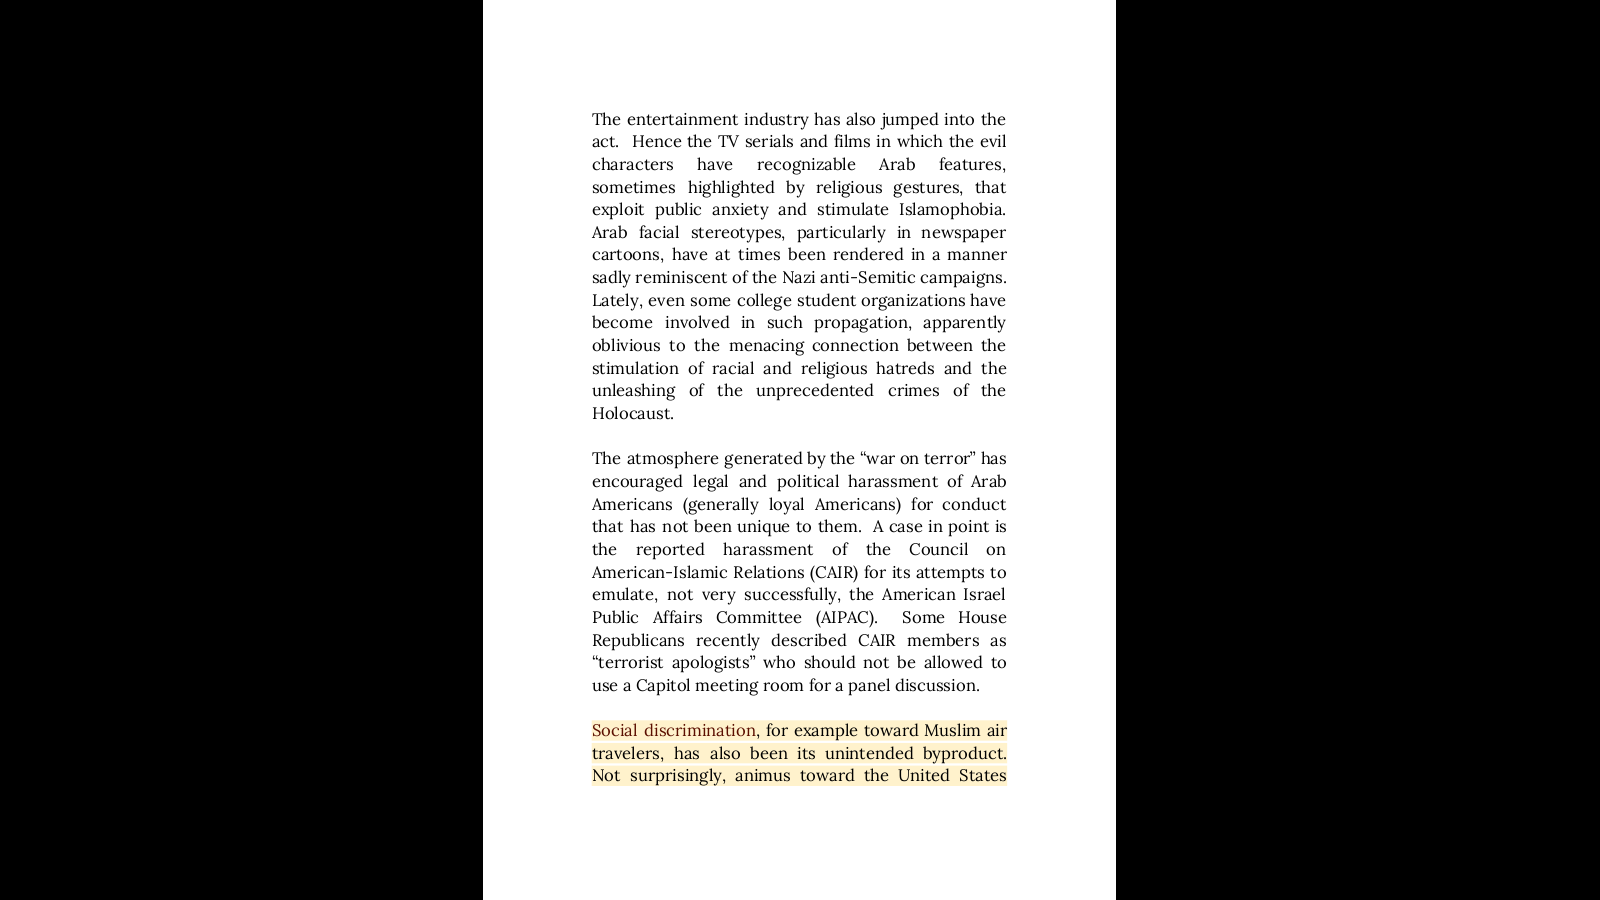 The entertainment industry has also jumped into the
act.  Hence the TV serials and films in which the evil
characters have recognizable Arab features,
sometimes highlighted by religious gestures, that
exploit public anxiety and stimulate Islamophobia.
Arab facial stereotypes, particularly in newspaper
cartoons, have at times been rendered in a manner
sadly reminiscent of the Nazi anti-Semitic campaigns.
Lately, even some college student organizations have
become involved in such propagation, apparently
oblivious to the menacing connection between the
stimulation of racial and religious hatreds and the
unleashing of the unprecedented crimes of the
Holocaust.
The atmosphere generated by the “war on terror” has
encouraged legal and political harassment of Arab
Americans (generally loyal Americans) for conduct
that has not been unique to them.  A case in point is
the reported harassment of the Council on
American-Islamic Relations (CAIR) for its attempts to
emulate, not very successfully, the American Israel
Public Affairs Committee (AIPAC).  Some House
Republicans recently described CAIR members as
“terrorist apologists” who should not be allowed to
use a Capitol meeting room for a panel discussion.
Social discrimination, for example toward Muslim air
travelers, has also been its unintended byproduct.
Not surprisingly, animus toward the United States